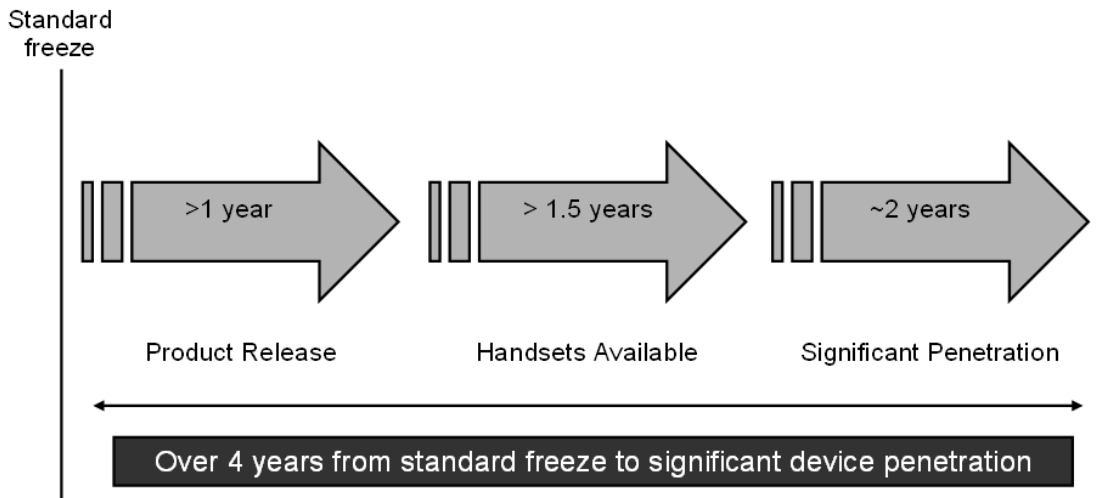 Standard
freeze
>1 year
> 1.5 years
~2 years
Product Release
Handsets Available
Significant Penetration
Over 4 years from standard freeze to significant device penetration